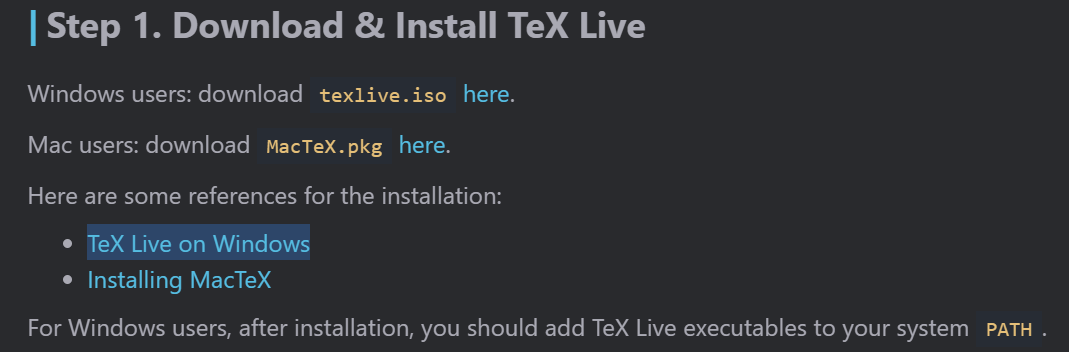 Step 1. Download & Install TeX Live
Windows users: download texlive.iso here.
Mac users: download MacTeX.pkg here.
Here are some references for the installation:
• TeX Live on Windows
• Installing MacTeX
For Windows users, after installation, you should add TeX Live executables to your system PATH.